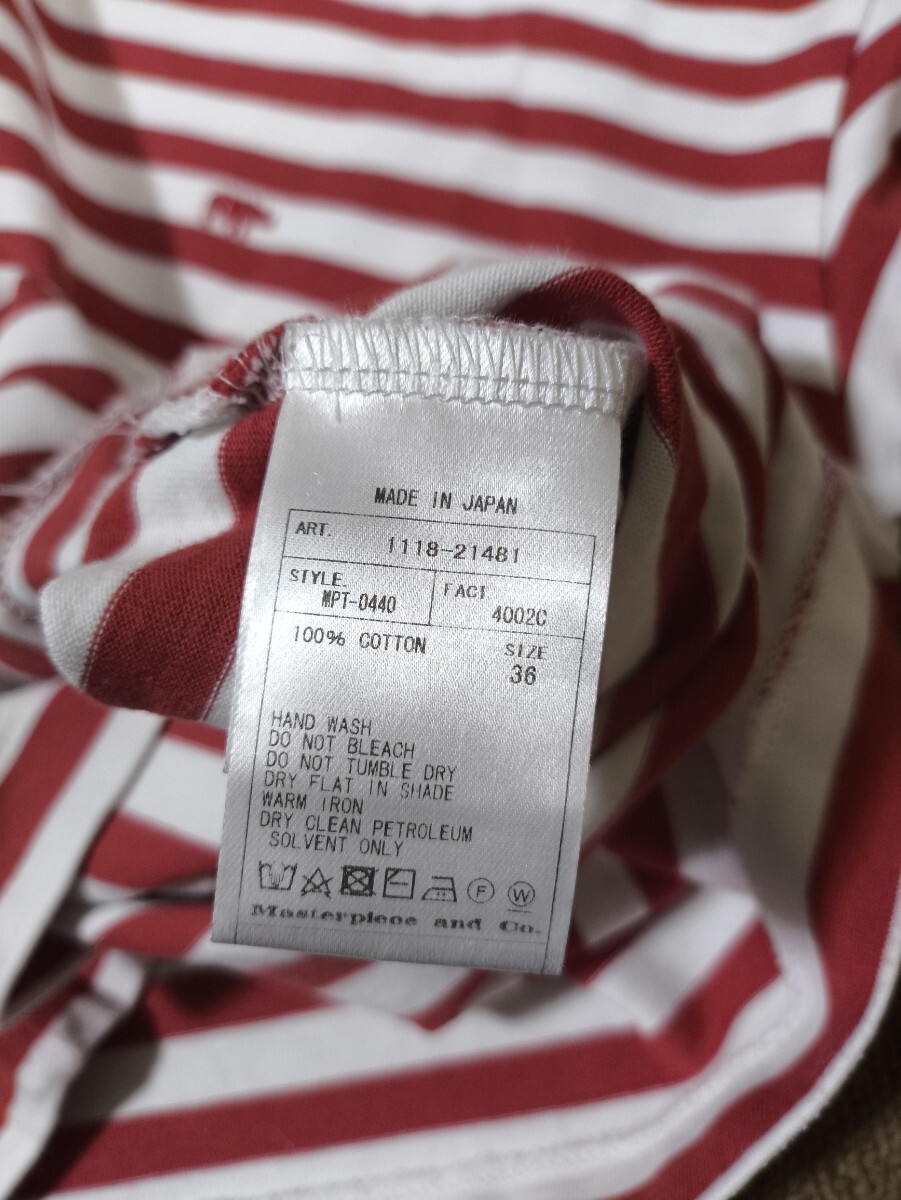 MADE IN JAPAN
ART. 1118-21481
STYLE. MPT-0440 FACT 4002C
100% COTTON SIZE 36
HAND WASH
DO NOT BLEACH
DO NOT TUMBLE DRY
DRY FLAT IN SHADE
WARM IRON
DRY CLEAN PETROLEUM
SOLVENT ONLY
F W
Masterpiece and Co.